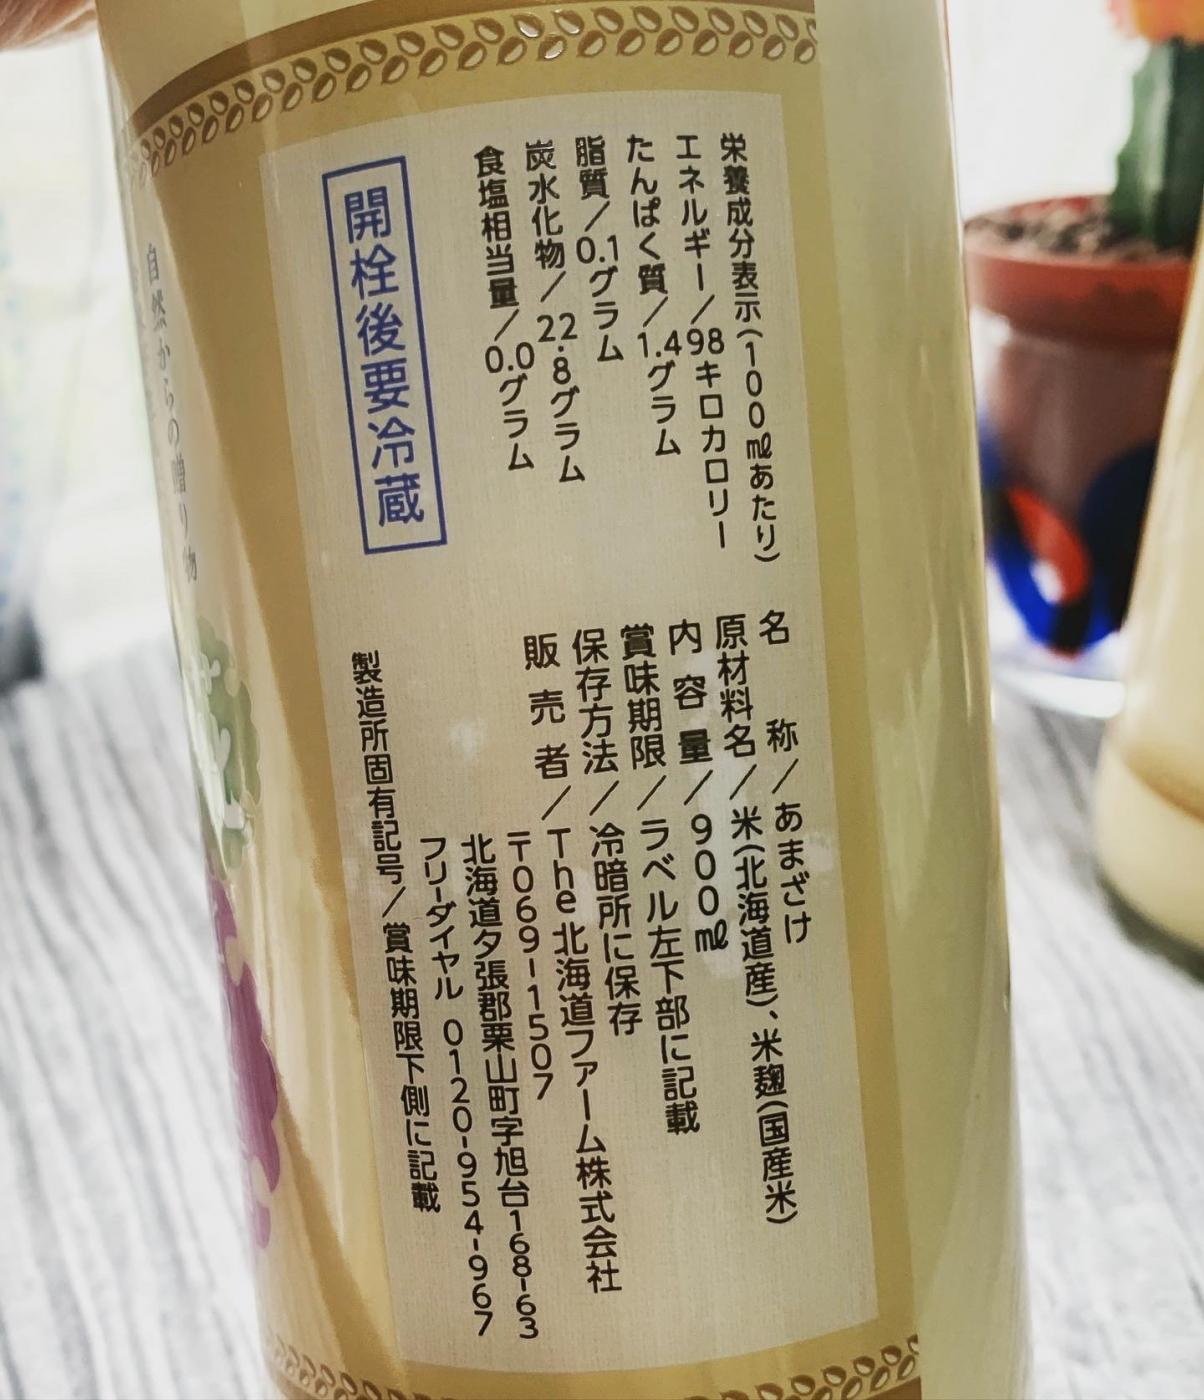 栄養成分表示(100㎖あたり)
エネルギー/98キロカロリー
たんぱく質/1.4グラム
脂質/0.1グラム
炭水化物/22.8グラム
食塩相当量/0.0グラム
開栓後要冷蔵
名称/あまざけ
原材料名/米(北海道産)、米麹(国産米)
内容量/900㎖
賞味期限/ラベル左下部に記載
保存方法/冷暗所に保存
販売者/The北海道ファーム株式会社
〒069-1507
北海道夕張郡栗山町字旭台1-68-63
フリーダイヤル 0120-954-967
製造所固有記号/賞味期限下側に記載
自然からの贈り物